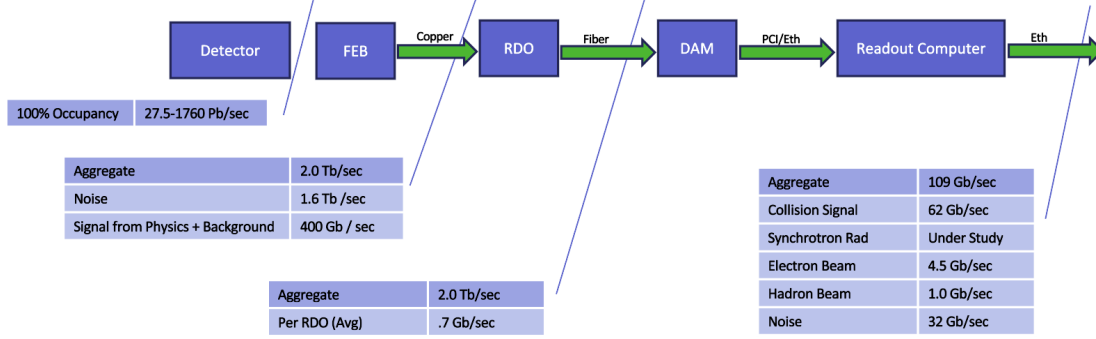 Detector
FEB
Copper
RDO
Fiber
DAM
PCI/Eth
Readout Computer
Eth
100% Occupancy 27.5-1760 Pb/sec
Aggregate 2.0 Tb/sec
Noise 1.6 Tb /sec
Signal from Physics + Background 400 Gb / sec
Aggregate 2.0 Tb/sec
Per RDO (Avg) .7 Gb/sec
Aggregate 109 Gb/sec
Collision Signal 62 Gb/sec
Synchrotron Rad Under Study
Electron Beam 4.5 Gb/sec
Hadron Beam 1.0 Gb/sec
Noise 32 Gb/sec